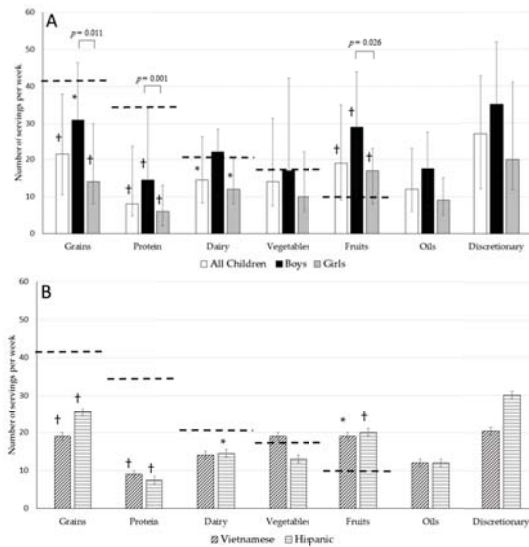 A
p = 0.011
p = 0.001
p = 0.026
Number of servings per week
60
50
40
30
20
10
0
*
†
†
†
†
†
*
*
†
†
†
Grains Protein Dairy Vegetables Fruits Oils Discretionary
All Children Boys Girls
B
Number of servings per week
60
50
40
30
20
10
0
†
†
†
†
*
*
†
Grains Protein Dairy Vegetables Fruits Oils Discretionary
Vietnamese Hispanic